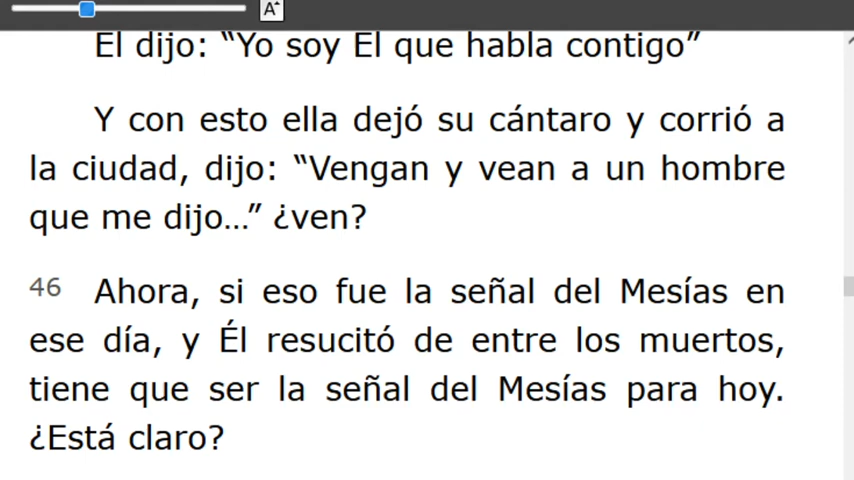 A
Él dijo: “Yo soy Él que habla contigo”
Y con esto ella dejó su cántaro y corrió a
la ciudad, dijo: “Vengan y vean a un hombre
que me dijo...” ¿ven?
46 Ahora, si eso fue la señal del Mesías en
ese día, y Él resucitó de entre los muertos,
tiene que ser la señal del Mesías para hoy.
¿Está claro?